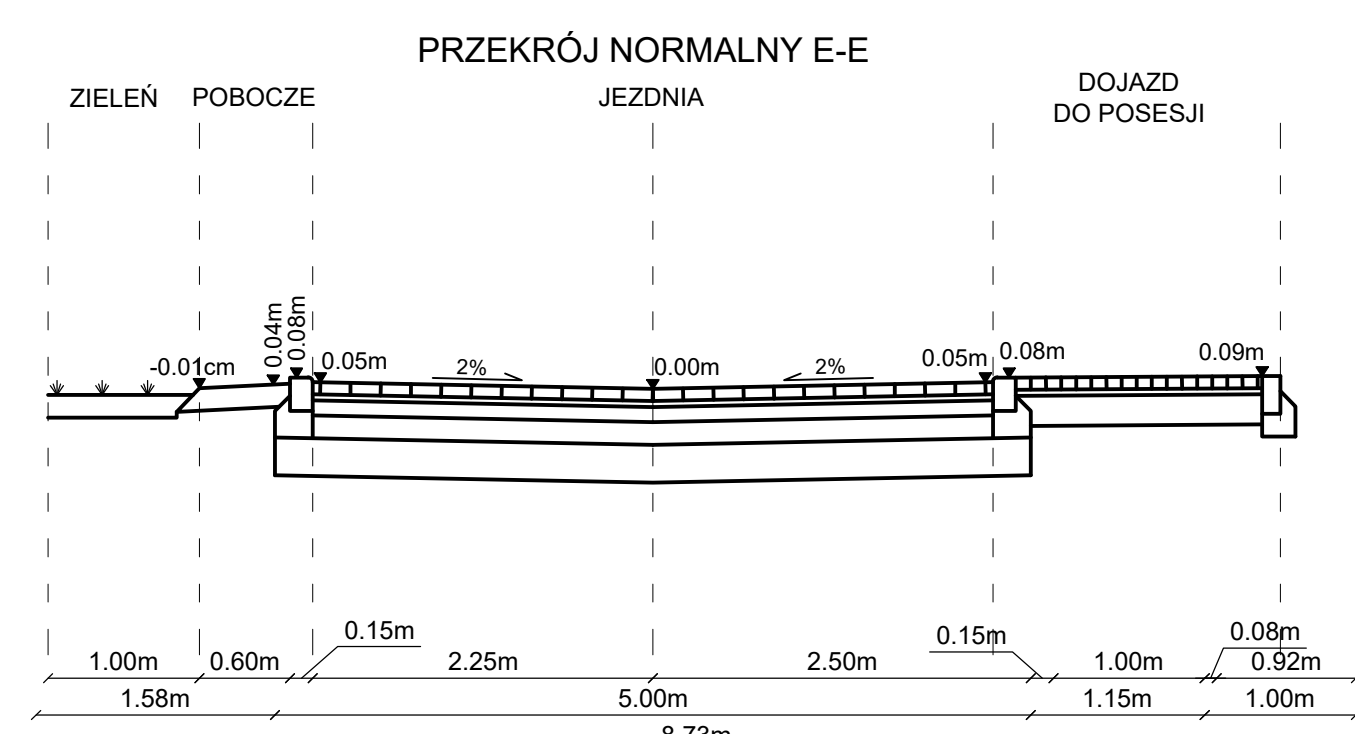 PRZEKRÓJ NORMALNY E-E
ZIELEŃ POBOCZE JEZDNIA DOJAZD
DO POSESJI
-0.01cm 0.04m 0.08m 0.05m 2% 0.00m 2% 0.05m 0.08m 0.09m
0.15m 0.15m 0.08m
1.00m 0.60m 2.25m 2.50m 1.00m 0.92m
1.58m 5.00m 1.15m 1.00m
8.73m